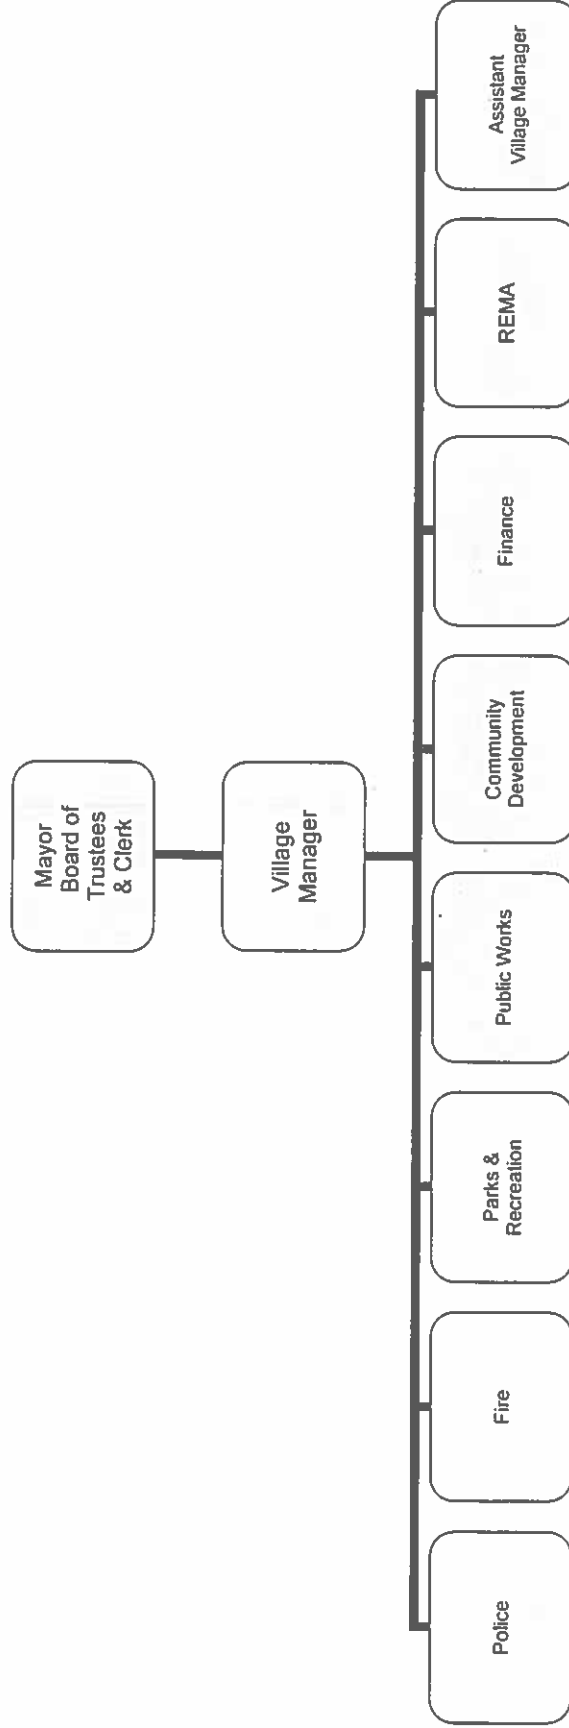 Mayor
Board of
Trustees
& Clerk
Village
Manager
Police
Fire
Parks &
Recreation
Public Works
Community
Development
Finance
REMA
Assistant
Village Manager